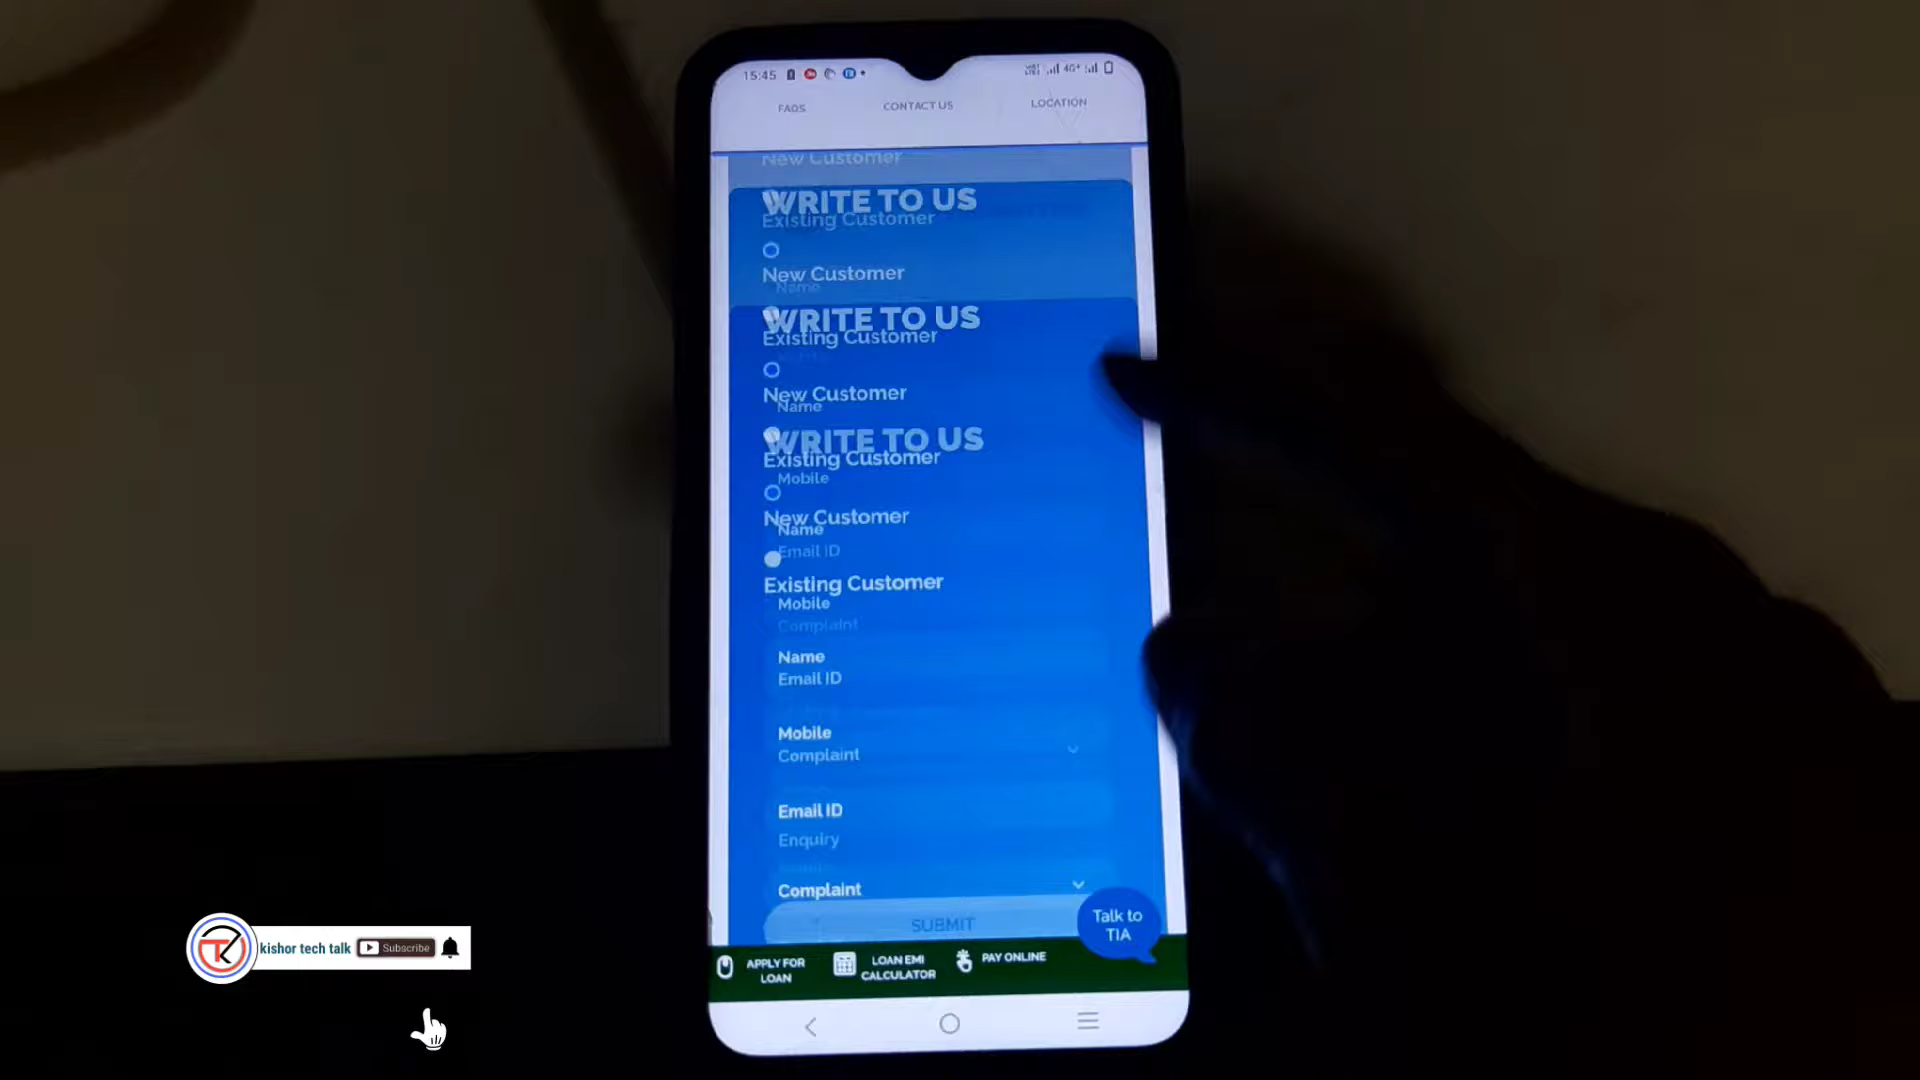 15:45
4G+
FAQS CONTACT US LOCATION
New Customer
WRITE TO US
Existing Customer
New Customer
Name
WRITE TO US
Existing Customer
New Customer
Name
WRITE TO US
Existing Customer
Mobile
New Customer
Name
Email ID
Existing Customer
Mobile
Complaint
Name
Email ID
Mobile
Complaint
Email ID
Enquiry
Complaint
SUBMIT
Talk to
TIA
APPLY FOR
LOAN
LOAN EMI
CALCULATOR
PAY ONLINE
kishor tech talk Subscribe